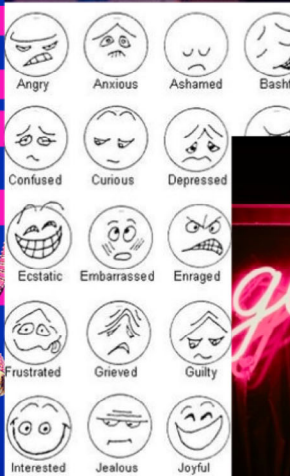 Angry Anxious Ashamed
Confused Curious Depressed
Ecstatic Embarrassed Enraged
Frustrated Grieved Guilty
Interested Jealous Joyful